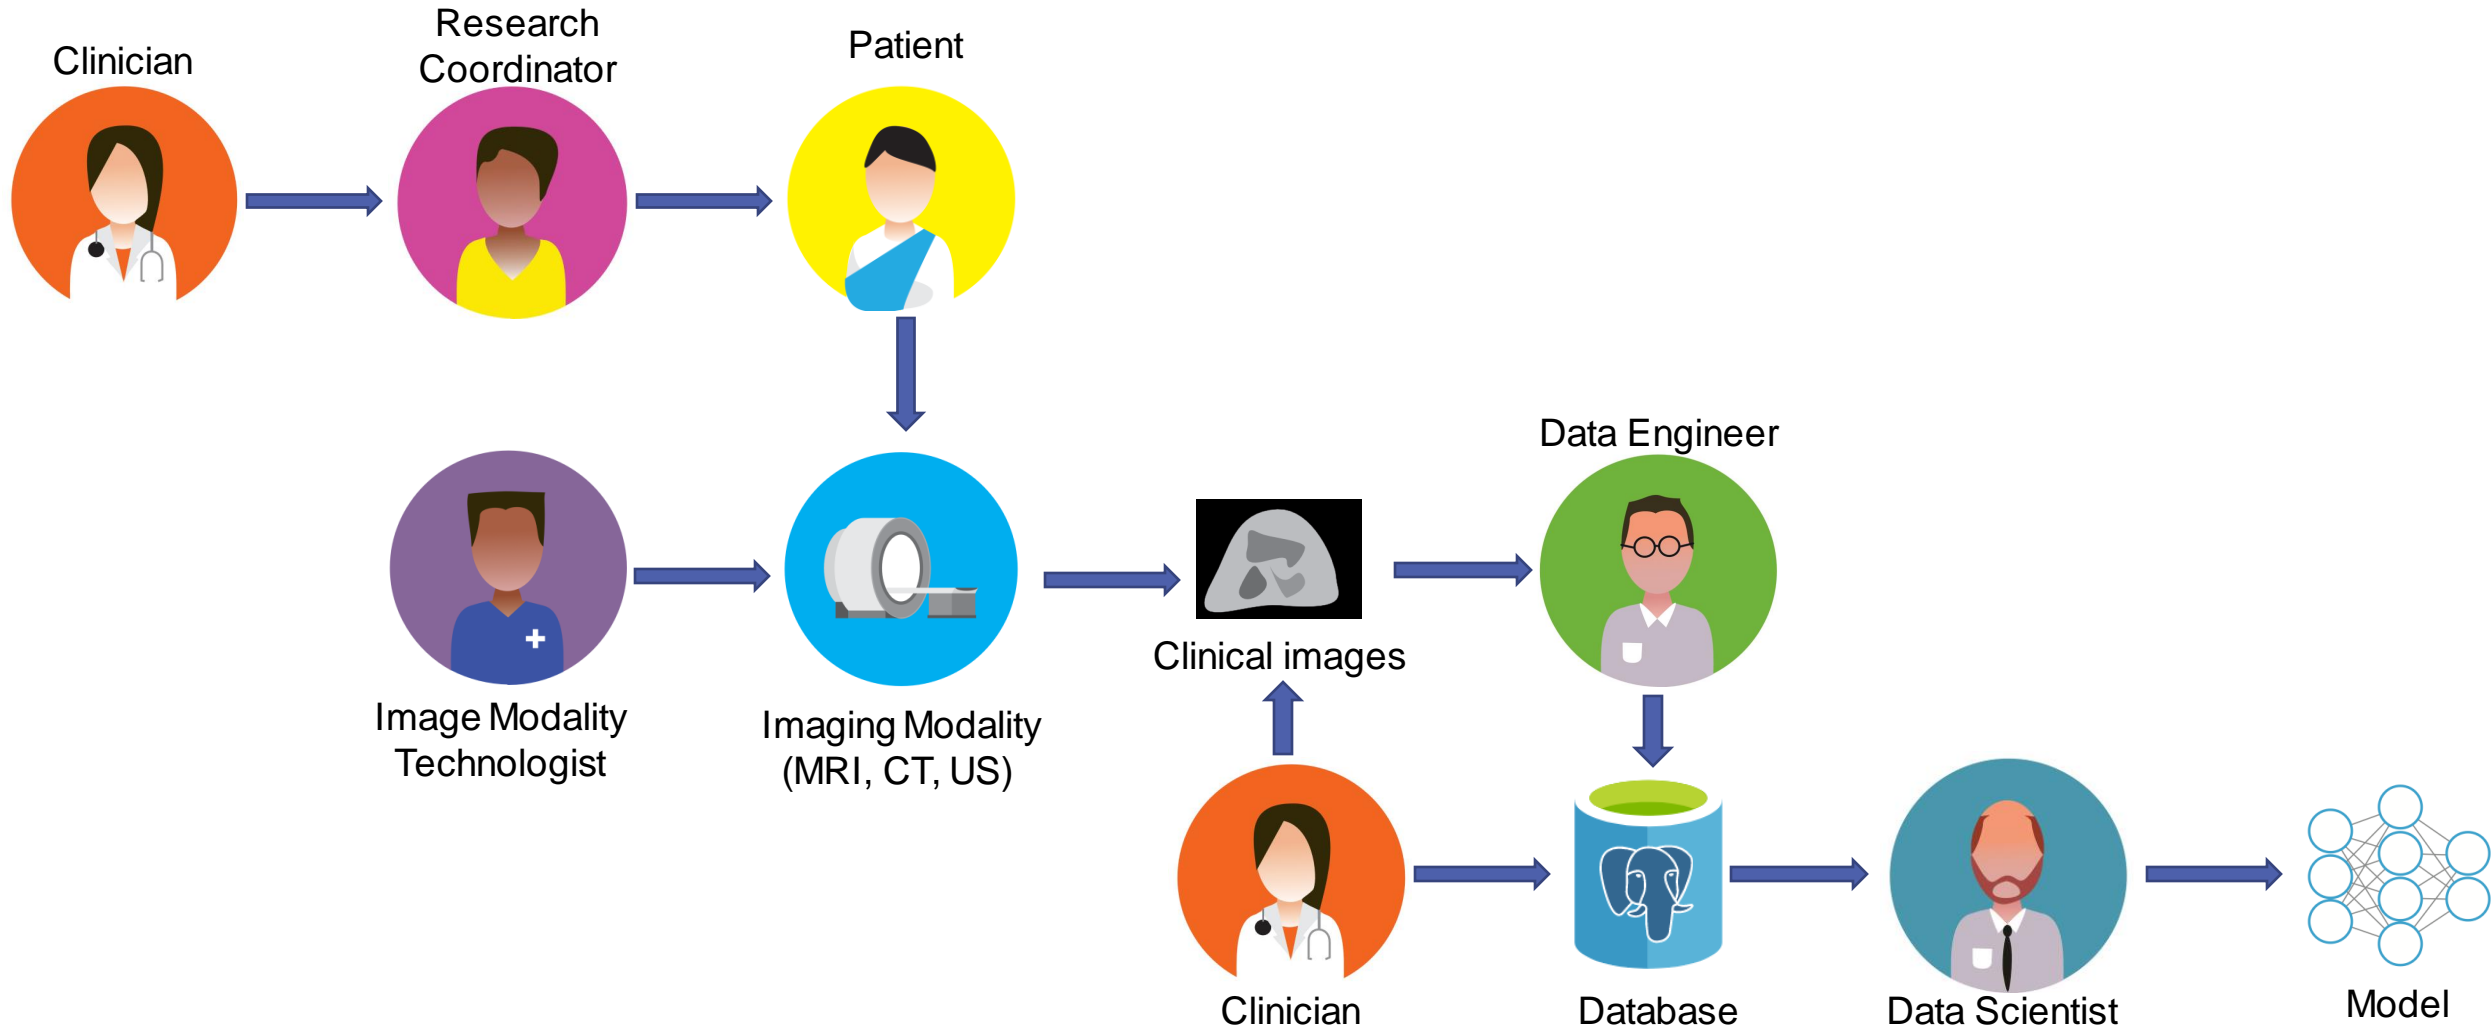 Clinician
Research
Coordinator
Patient
Data Engineer
Clinical images
Image Modality
Technologist
Imaging Modality
(MRI, CT, US)
Clinician
Database
Data Scientist
Model